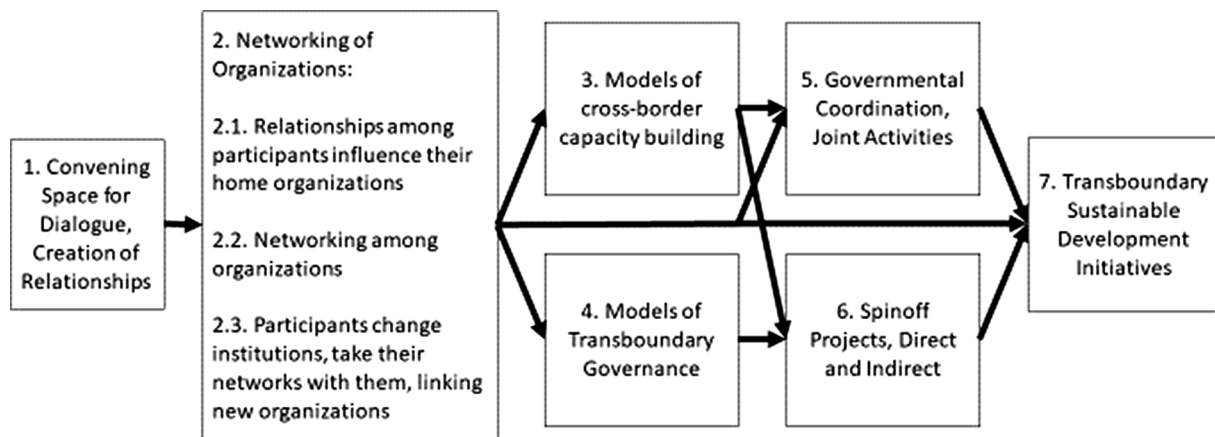 1. Convening
Space for
Dialogue,
Creation of
Relationships
2. Networking of
Organizations:
2.1. Relationships among
participants influence their
home organizations
2.2. Networking among
organizations
2.3. Participants change
institutions, take their
networks with them, linking
new organizations
3. Models of
cross-border
capacity building
4. Models of
Transboundary
Governance
5. Governmental
Coordination,
Joint Activities
6. Spinoff
Projects, Direct
and Indirect
7. Transboundary
Sustainable
Development
Initiatives